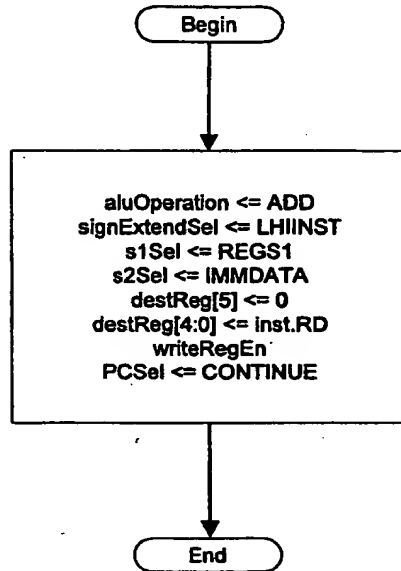 Begin
aluOperation <= ADD
signExtendSel <= LHIINST
s1Sel <= REGS1
s2Sel <= IMMDATA
destReg[5] <= 0
destReg[4:0] <= inst.RD
writeRegEn
PCSel <= CONTINUE
End